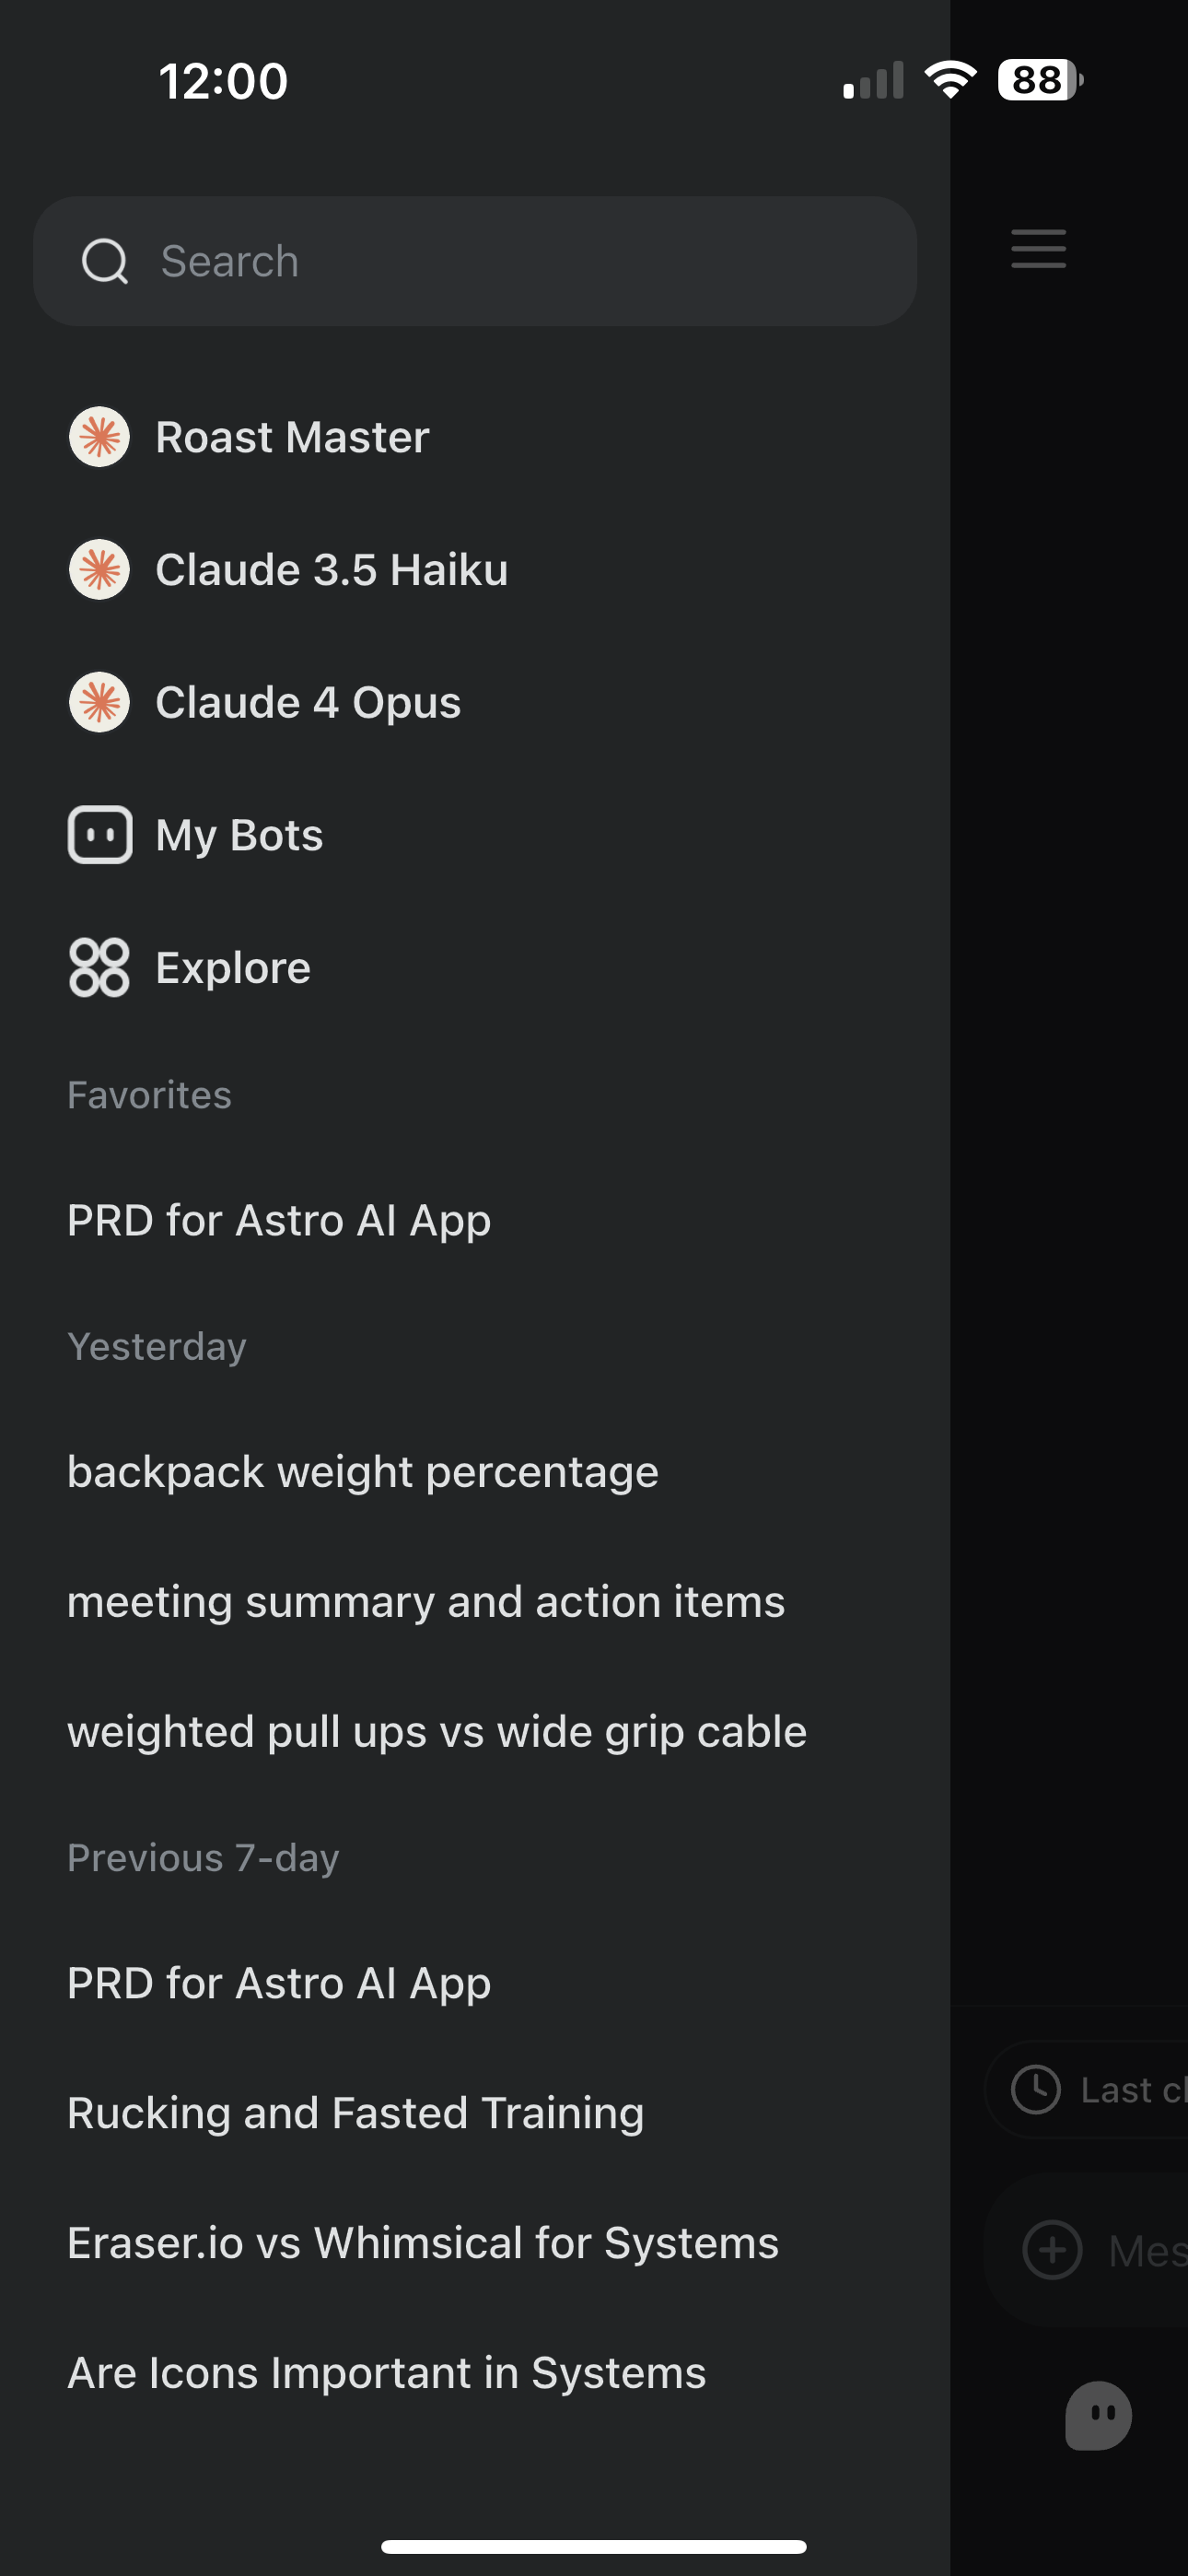 12:00
88
Search
Roast Master
Claude 3.5 Haiku
Claude 4 Opus
My Bots
Explore
Favorites
PRD for Astro AI App
Yesterday
backpack weight percentage
meeting summary and action items
weighted pull ups vs wide grip cable
Previous 7-day
PRD for Astro AI App
Rucking and Fasted Training
Eraser.io vs Whimsical for Systems
Are Icons Important in Systems
Last